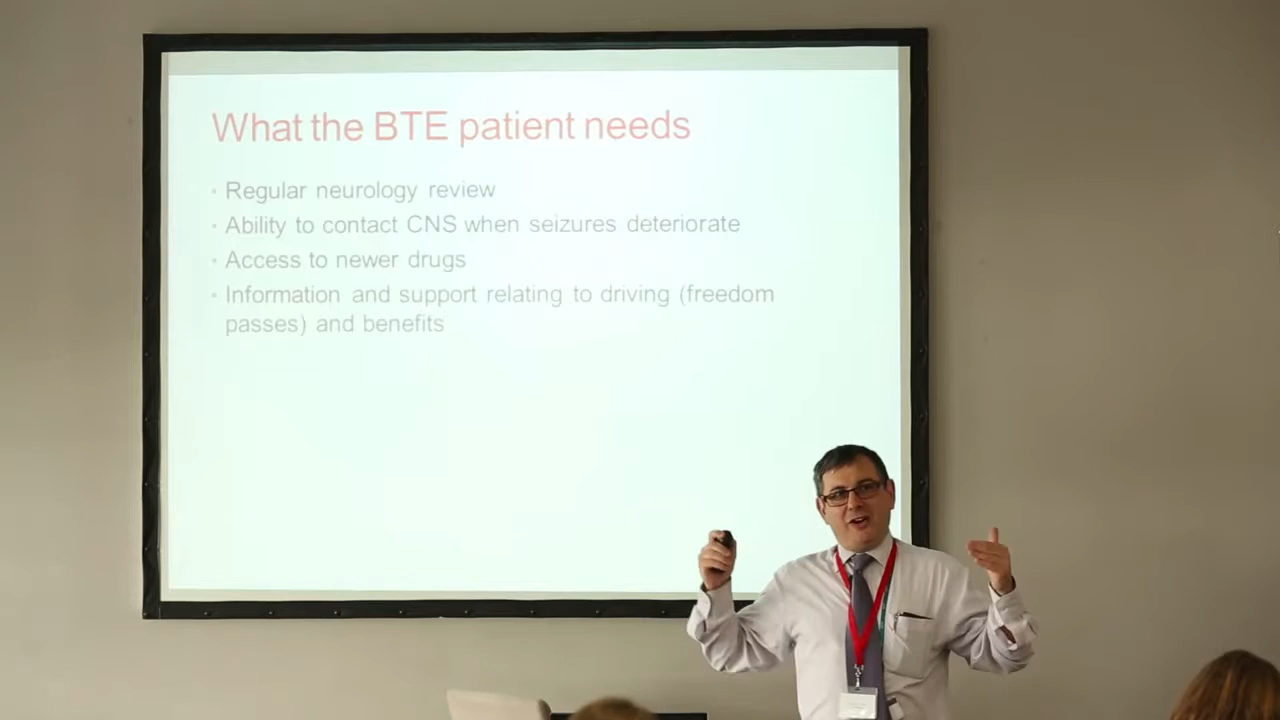 What the BTE patient needs
· Regular neurology review
· Ability to contact CNS when seizures deteriorate
· Access to newer drugs
· Information and support relating to driving (freedom
passes) and benefits